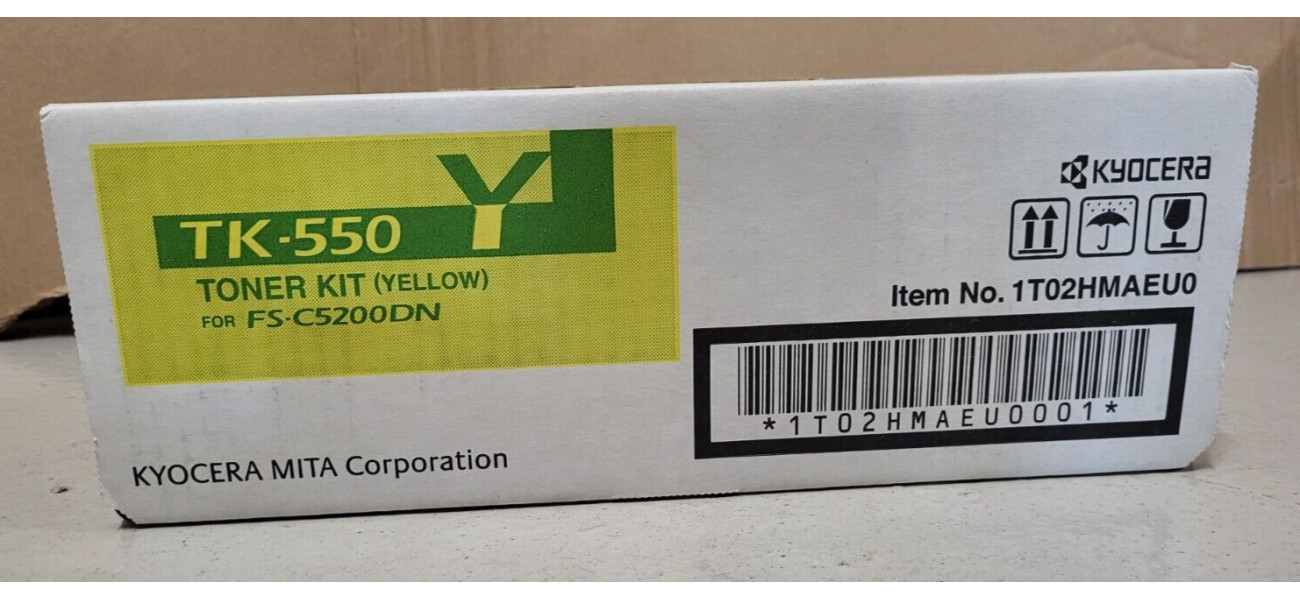 Y
TK-550
TONER KIT (YELLOW)
FOR FS-C5200DN
KYOCERA MITA Corporation
KYOCERA
Item No. 1T02HMAEU0
*1T02HMAEU0001*